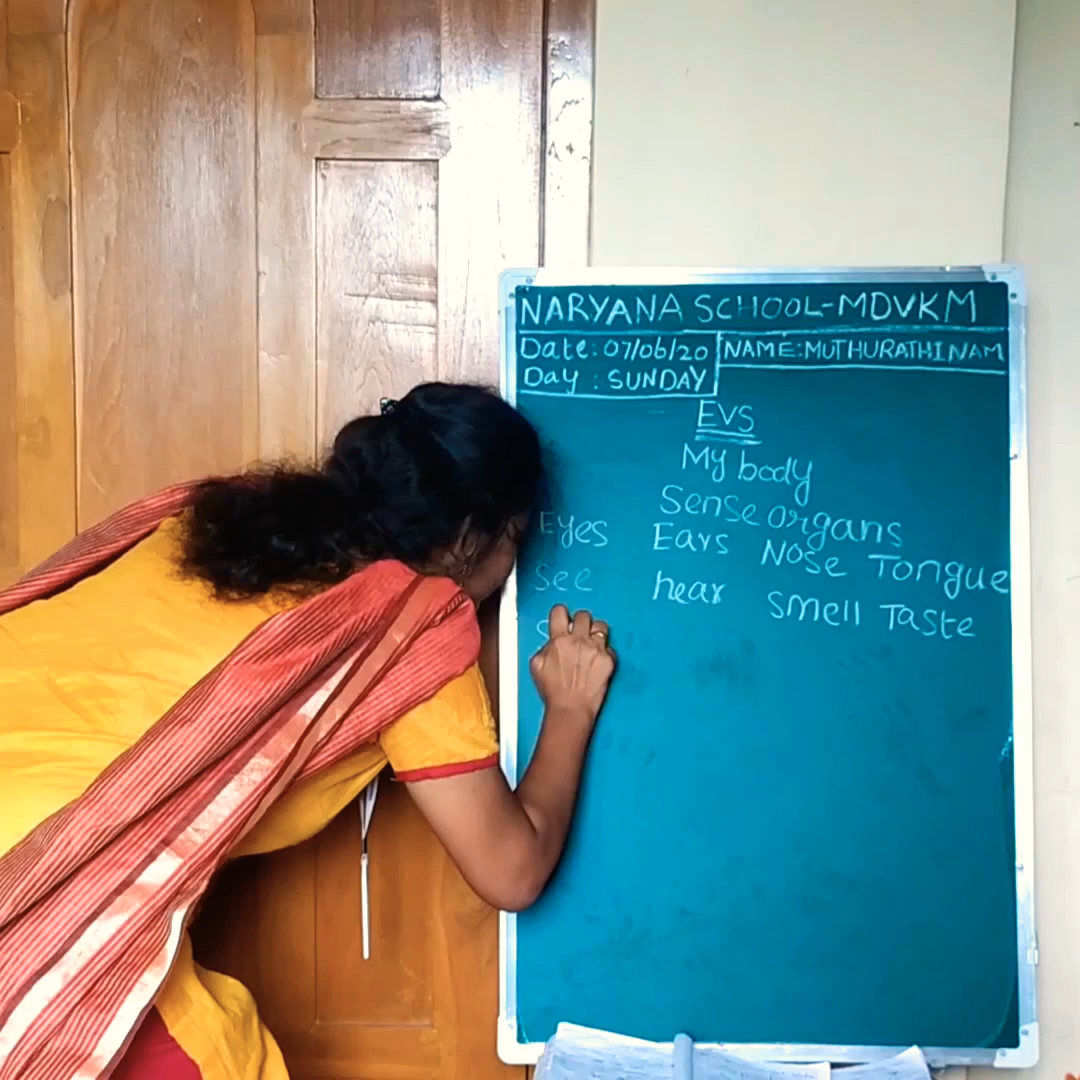 NARYANA SCHOOL-MDVKM
Date: 07/06/20 NAME: MUTHURATHINAM
Day : SUNDAY
EVS
My body
Sense organs
Eyes Ears Nose Tongue
See hear smell Taste
S